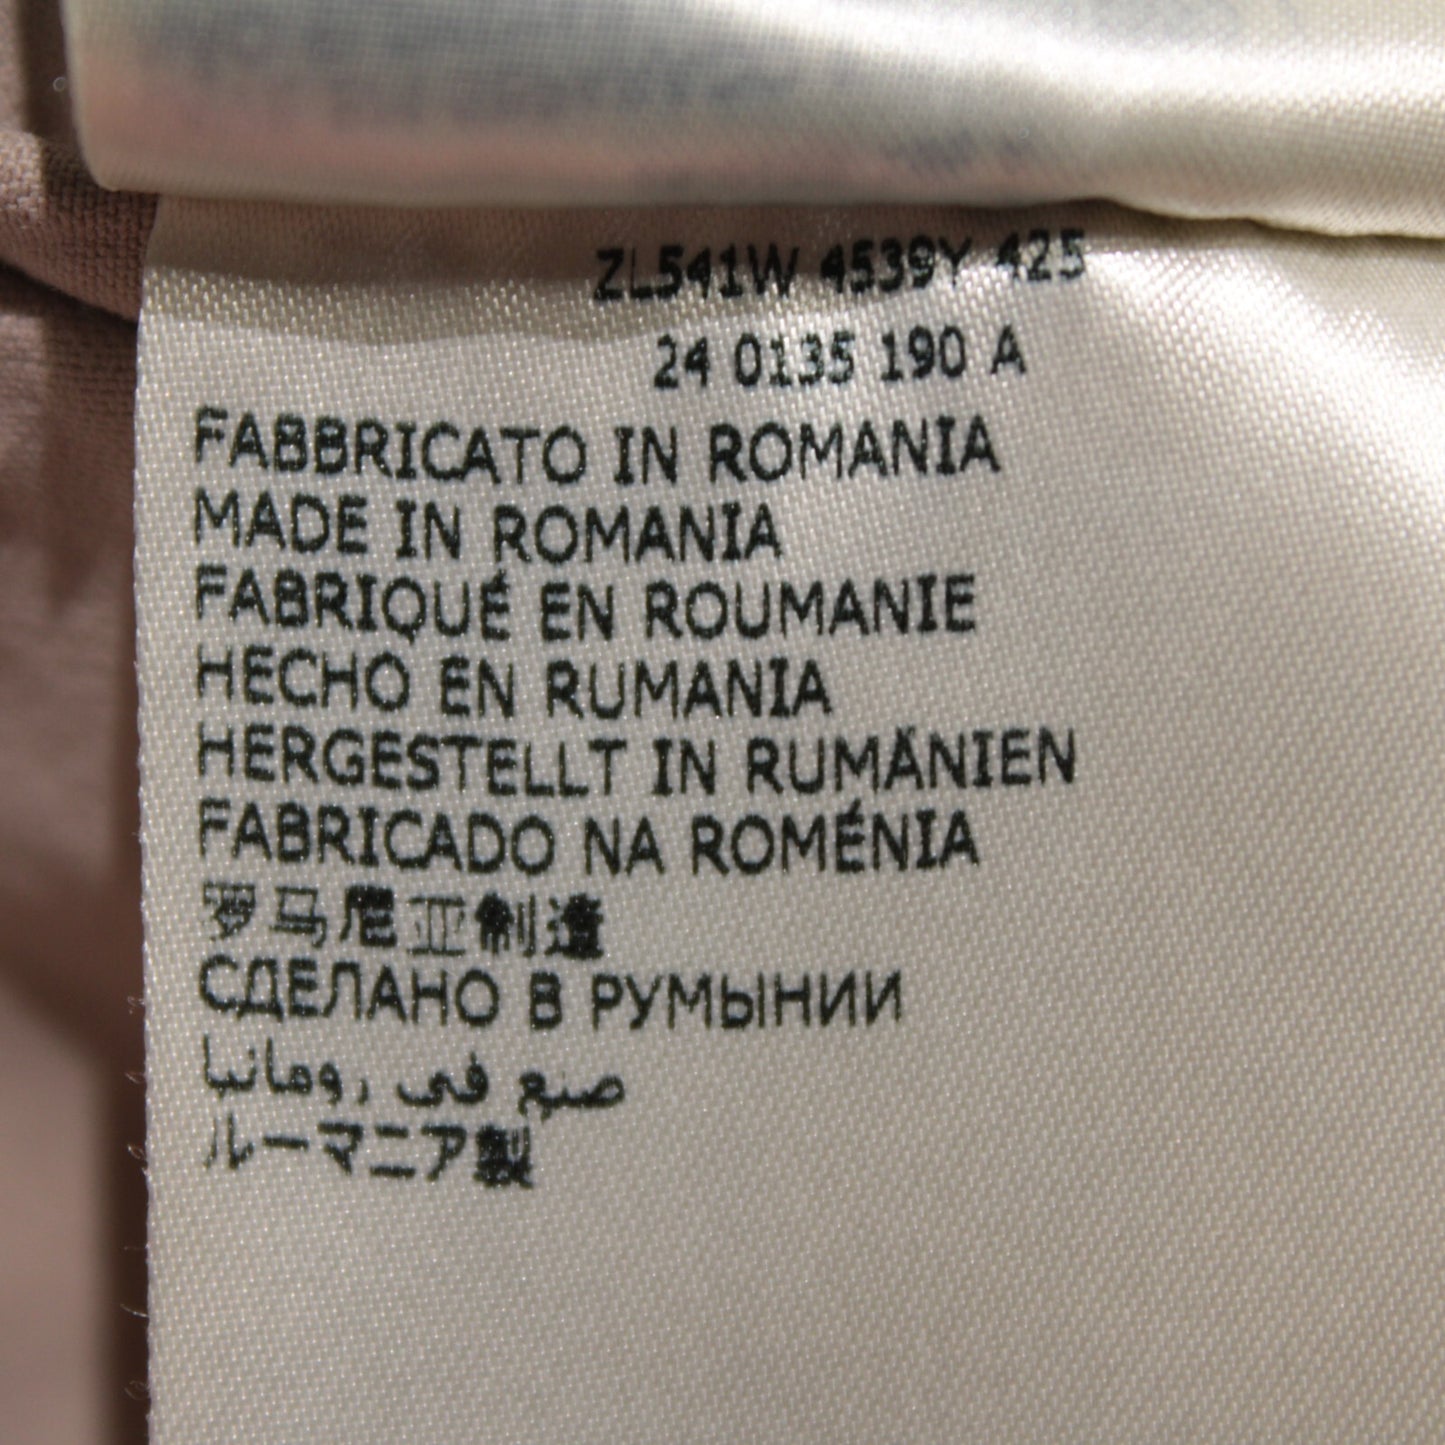 ZL541W 4539Y 425
24 0135 190 A
FABBRICATO IN ROMANIA
MADE IN ROMANIA
FABRIQUÉ EN ROUMANIE
HECHO EN RUMANIA
HERGESTELLT IN RUMÄNIEN
FABRICADO NA ROMÉNIA
罗马尼亚制造
СДЕЛАНО В РУМЫНИИ
صنع في رومانيا
ルーマニア製